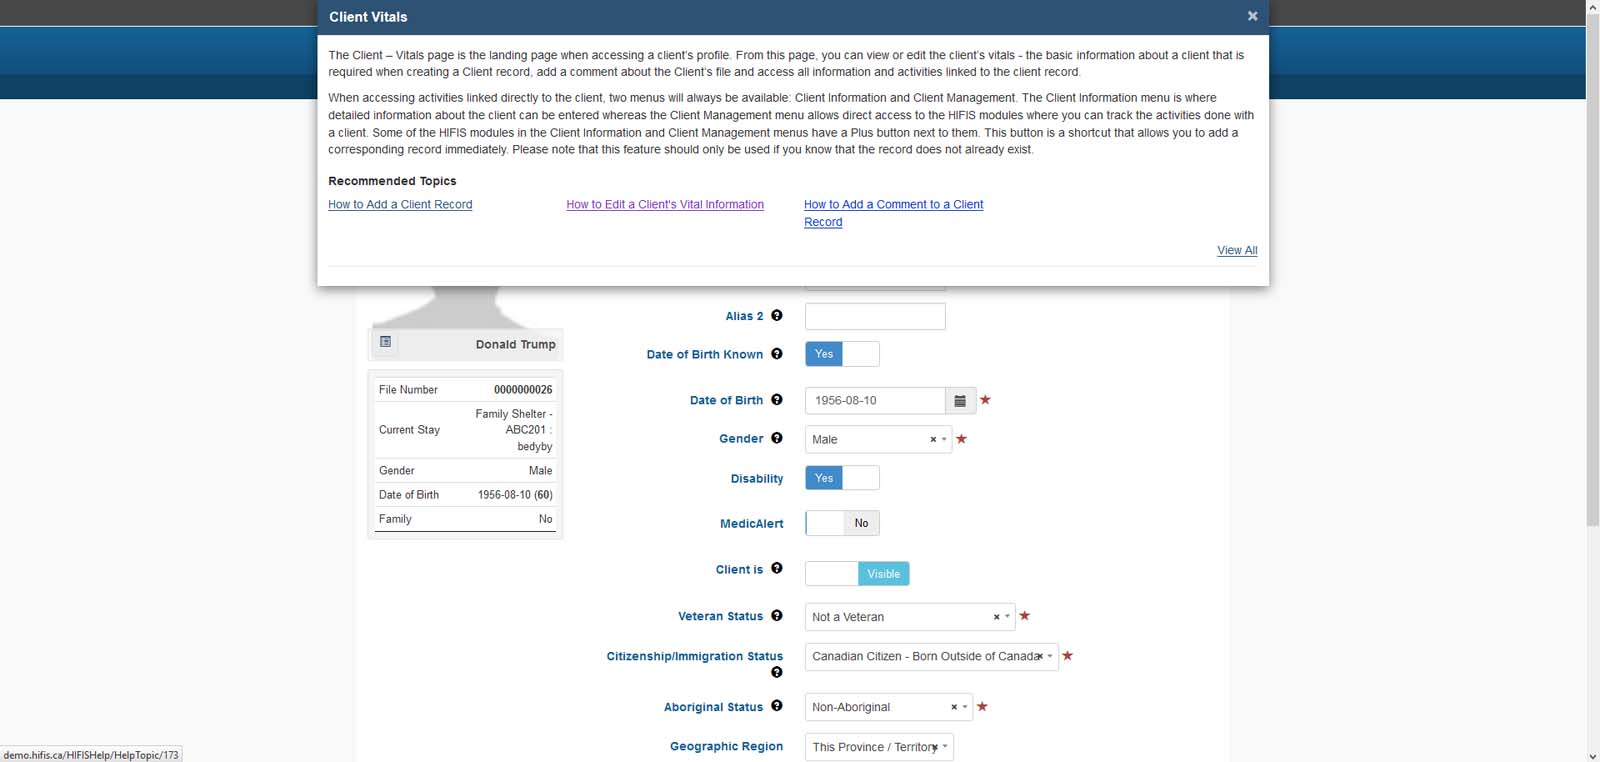 Client Vitals
×
The Client – Vitals page is the landing page when accessing a client's profile. From this page, you can view or edit the client's vitals - the basic information about a client that is
required when creating a Client record, add a comment about the Client's file and access all information and activities linked to the client record.
When accessing activities linked directly to the client, two menus will always be available: Client Information and Client Management. The Client Information menu is where
detailed information about the client can be entered whereas the Client Management menu allows direct access to the HIFIS modules where you can track the activities done with
a client. Some of the HIFIS modules in the Client Information and Client Management menus have a Plus button next to them. This button is a shortcut that allows you to add a
corresponding record immediately. Please note that this feature should only be used if you know that the record does not already exist.
Recommended Topics
How to Add a Client Record
How to Edit a Client's Vital Information
How to Add a Comment to a Client
Record
View All
Donald Trump
File Number 0000000026
Current Stay Family Shelter -
ABC201 :
bedyby
Gender Male
Date of Birth 1956-08-10 (60)
Family No
Alias 2
Date of Birth Known Yes
Date of Birth 1956-08-10
Gender Male
Disability Yes
MedicAlert No
Client is Visible
Veteran Status Not a Veteran
Citizenship/Immigration Status Canadian Citizen - Born Outside of Canada
Aboriginal Status Non-Aboriginal
Geographic Region This Province / Territory
demo.hifis.ca/HIFISHelp/HelpTopic/173